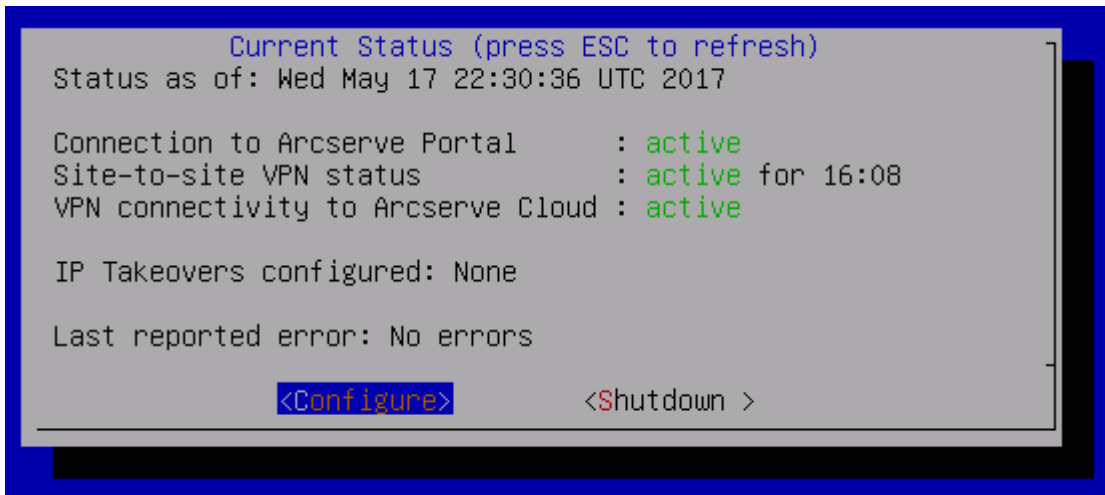 Current Status (press ESC to refresh)
Status as of: Wed May 17 22:30:36 UTC 2017
Connection to Arcserve Portal : active
Site-to-site VPN status : active for 16:08
VPN connectivity to Arcserve Cloud : active
IP Takeovers configured: None
Last reported error: No errors
<Configure> <Shutdown >